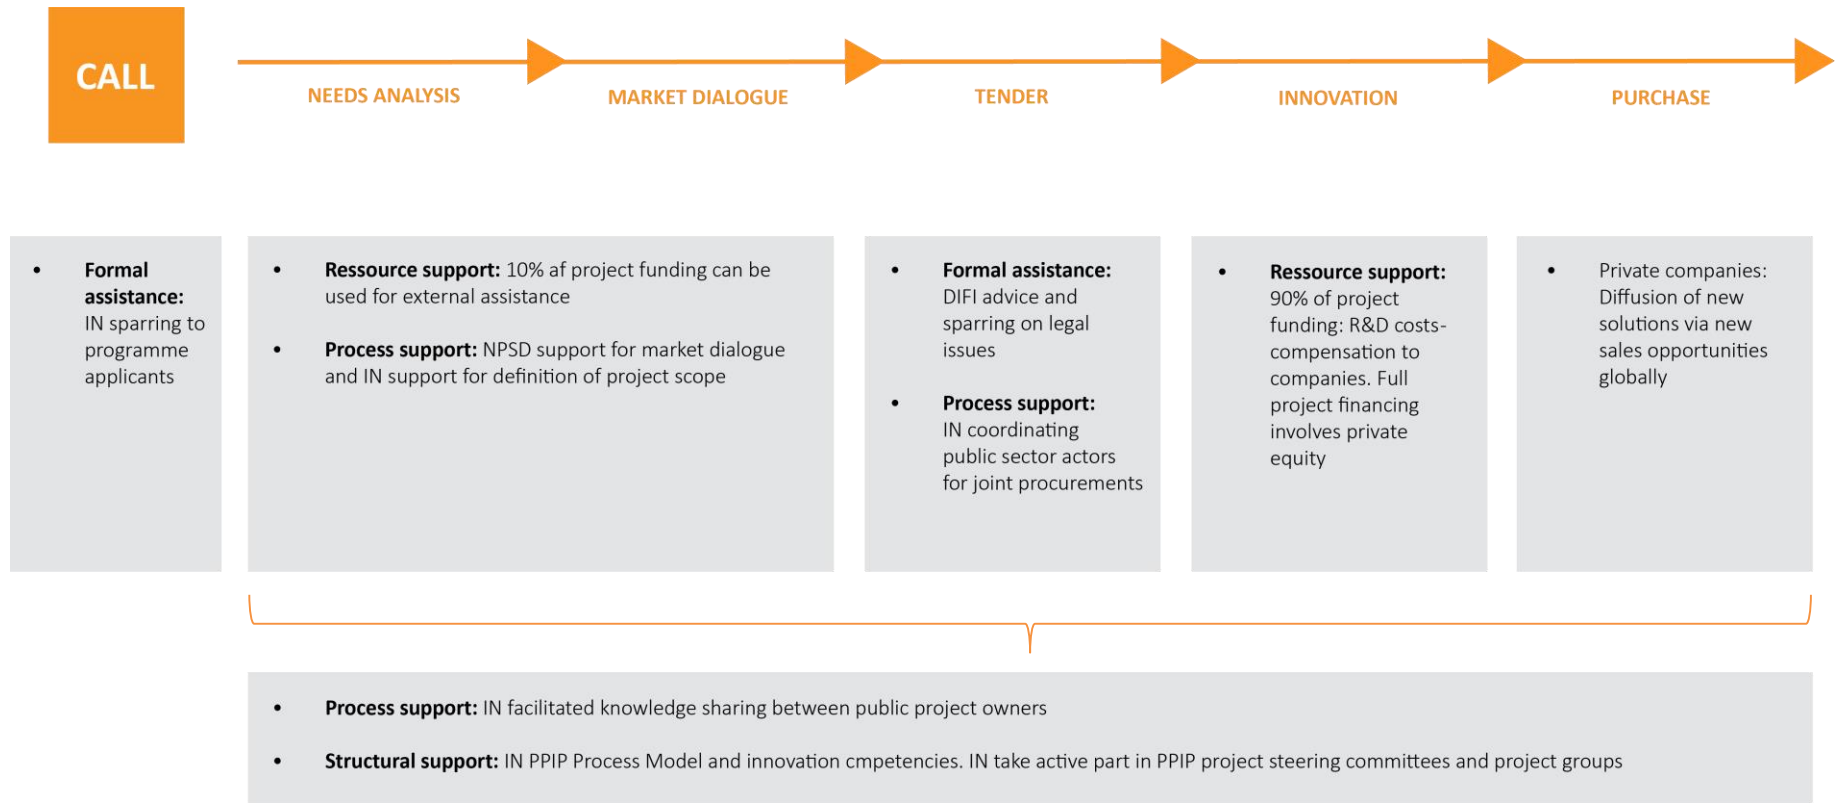 CALL
NEEDS ANALYSIS
MARKET DIALOGUE
TENDER
INNOVATION
PURCHASE
• Formal
assistance:
IN sparring to
programme
applicants
• Ressource support: 10% af project funding can be
used for external assistance
• Process support: NPSD support for market dialogue
and IN support for definition of project scope
• Formal assistance:
DIFI advice and
sparring on legal
issues
• Process support:
IN coordinating
public sector actors
for joint procurements
• Ressource support:
90% of project
funding: R&D costs-
compensation to
companies. Full
project financing
involves private
equity
• Private companies:
Diffusion of new
solutions via new
sales opportunities
globally
• Process support: IN facilitated knowledge sharing between public project owners
• Structural support: IN PPIP Process Model and innovation cmpetencies. IN take active part in PPIP project steering committees and project groups